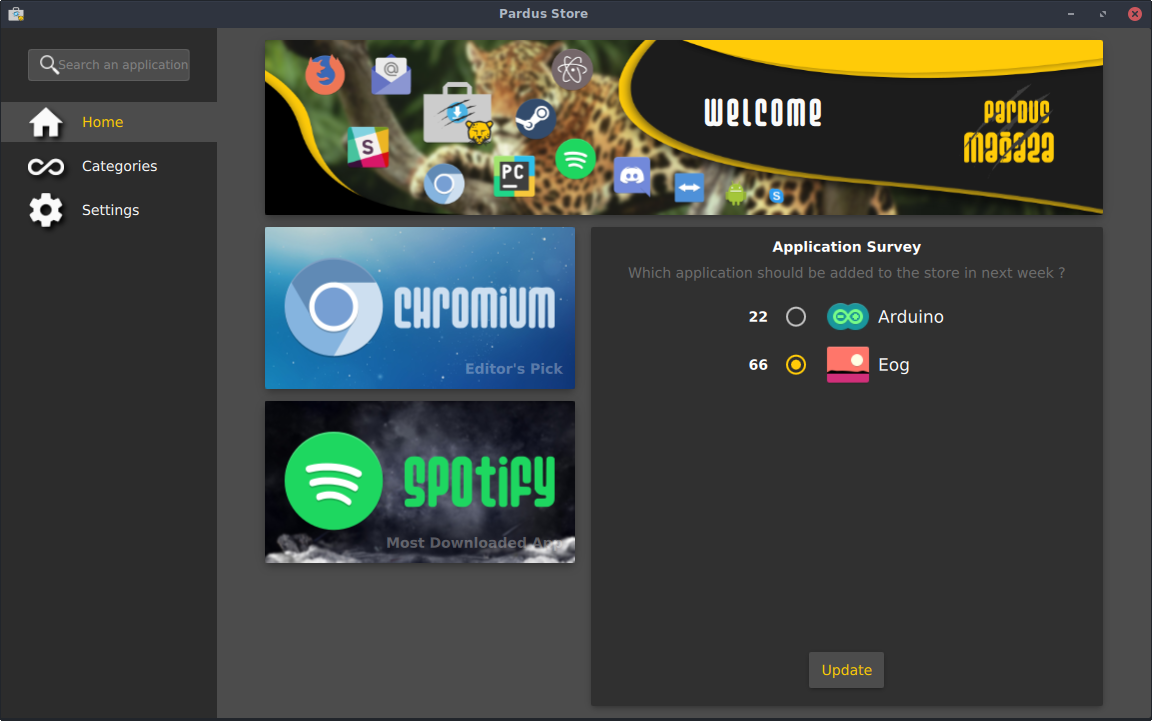 Pardus Store
Search an application
Home
Categories
Settings
WELCOME
PARDUS
MAĞAZA
S
PC
S
CHROMIUM
Editor's Pick
SPOTIFY
Most Downloaded App
Application Survey
Which application should be added to the store in next week ?
22 Arduino
66 Eog
Update